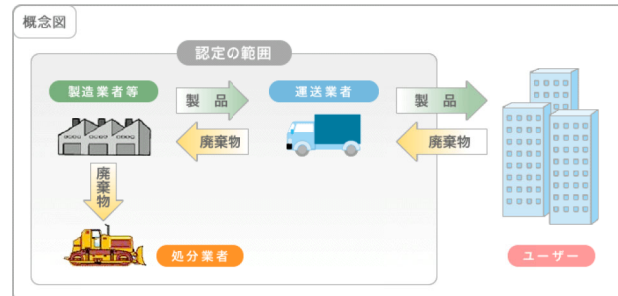 概念図
認定の範囲
製造業者等
製品
運送業者
製品
廃棄物
廃棄物
廃棄物
処分業者
ユーザー